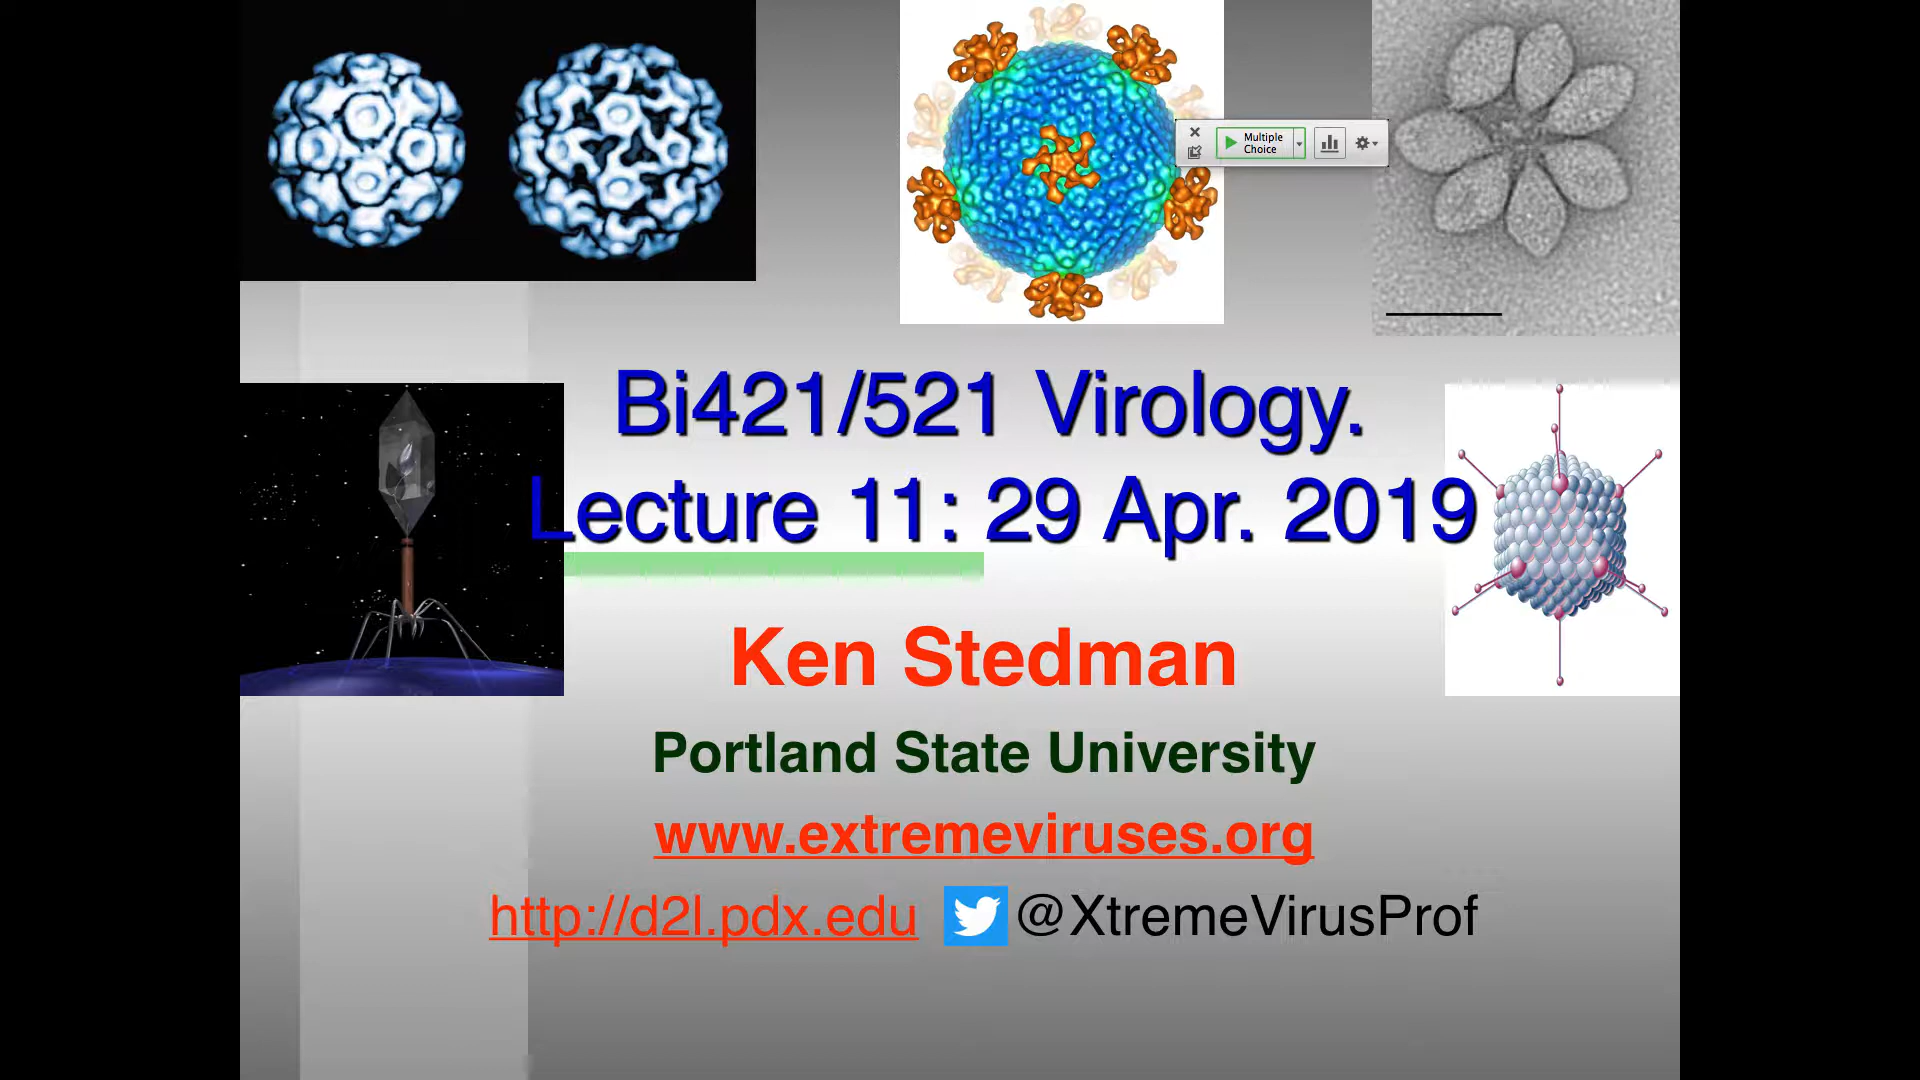 Multiple
Choice
Bi421/521 Virology.
Lecture 11: 29 Apr. 2019
Ken Stedman
Portland State University
www.extremeviruses.org
http://d2l.pdx.edu @XtremeVirusProf